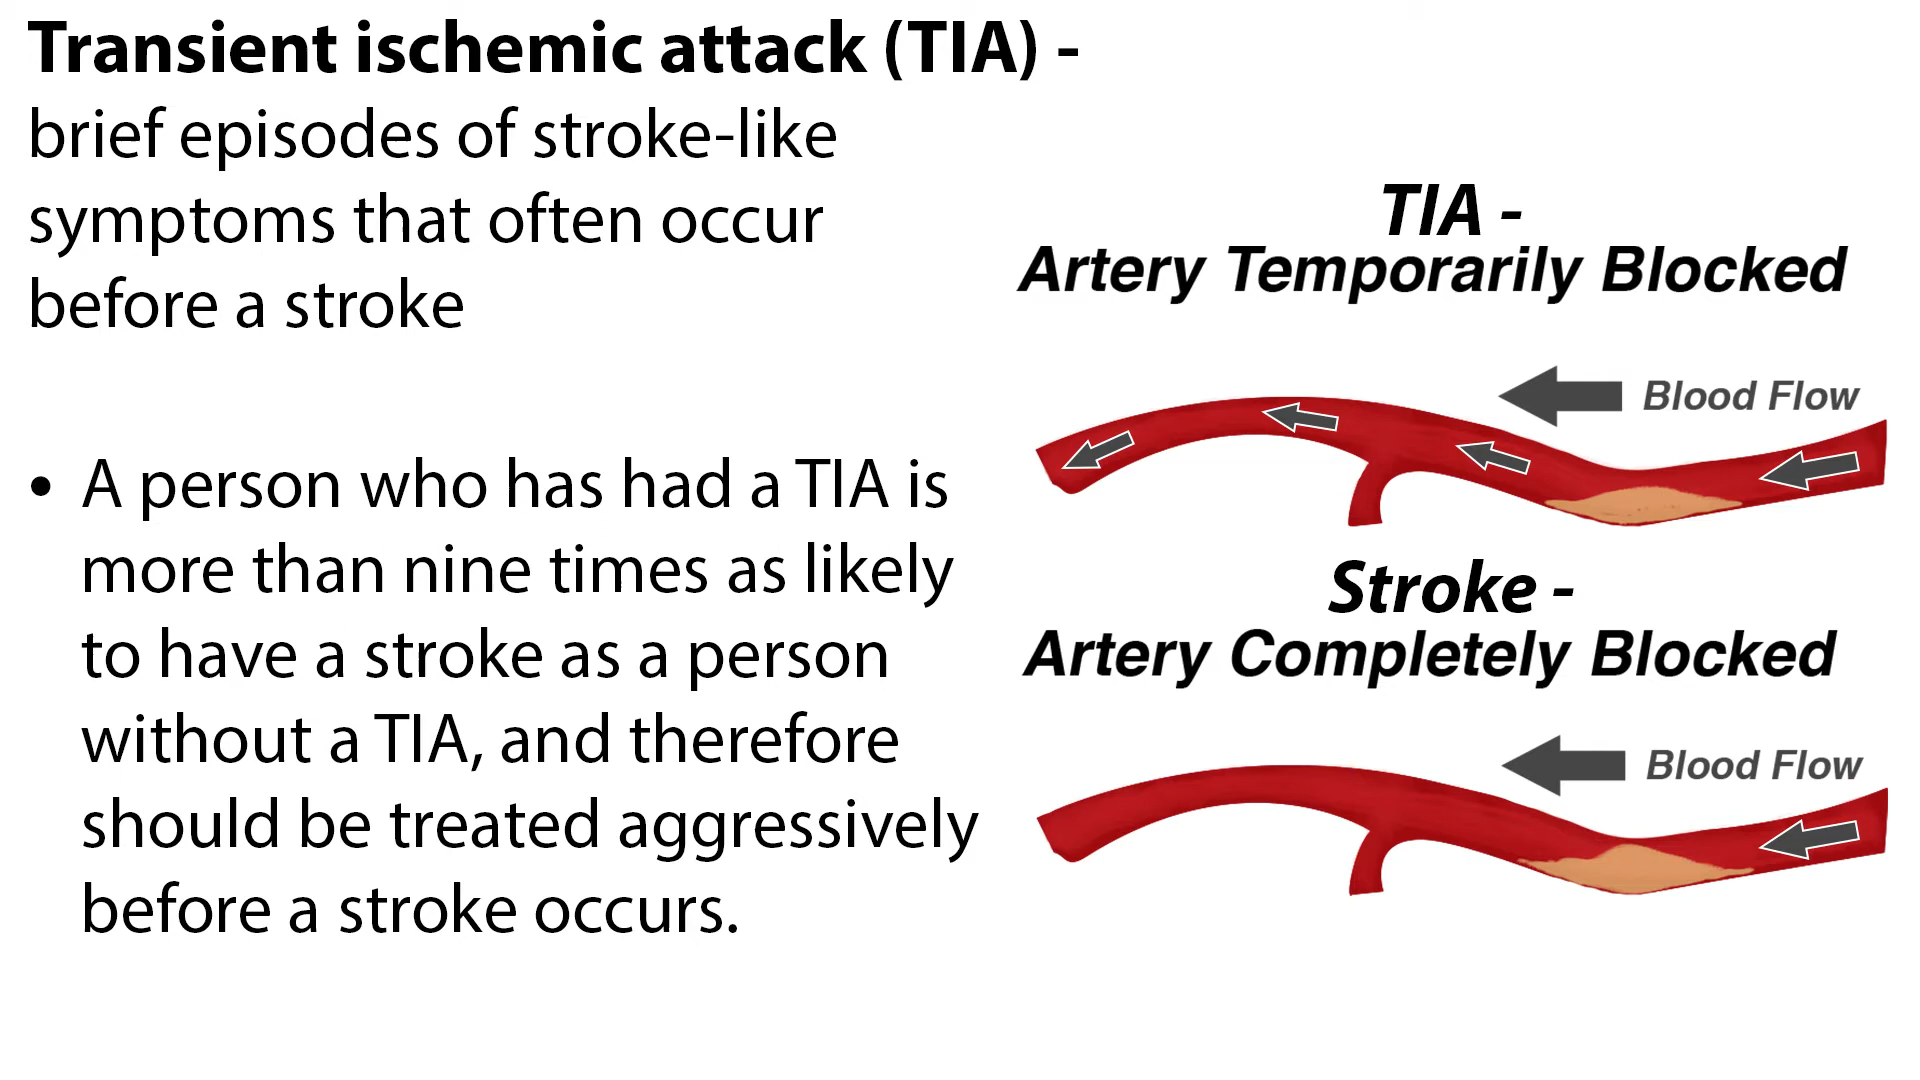 Transient ischemic attack (TIA) -
brief episodes of stroke-like
symptoms that often occur
before a stroke
• A person who has had a TIA is
more than nine times as likely
to have a stroke as a person
without a TIA, and therefore
should be treated aggressively
before a stroke occurs.
TIA -
Artery Temporarily Blocked
Blood Flow
Stroke -
Artery Completely Blocked
Blood Flow